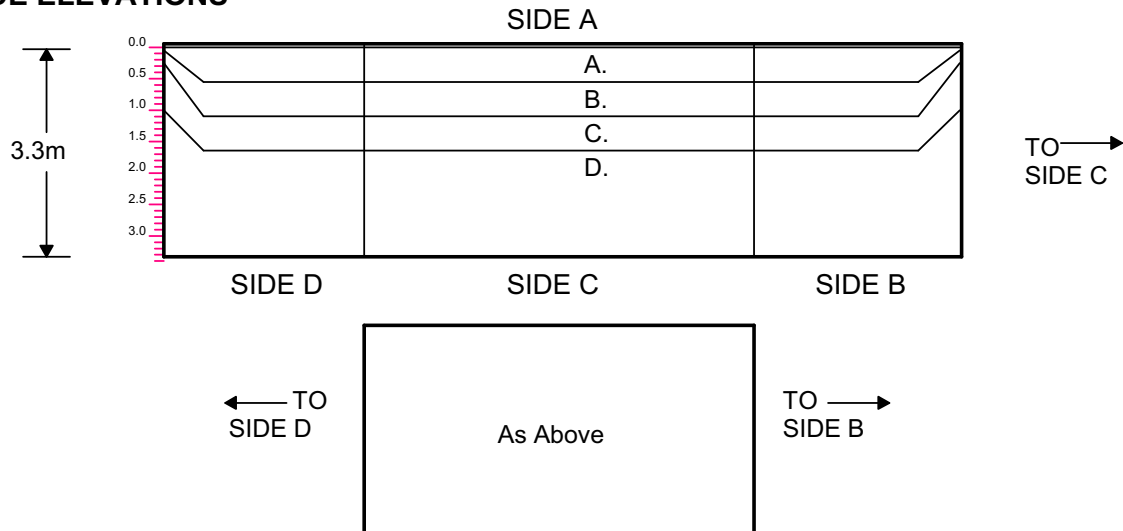 SIDE A
0.0
0.5
1.0
1.5
2.0
2.5
3.0
3.3m
A.
B.
C.
D.
TO
SIDE C
SIDE D
SIDE C
SIDE B
TO
SIDE D
As Above
TO
SIDE B